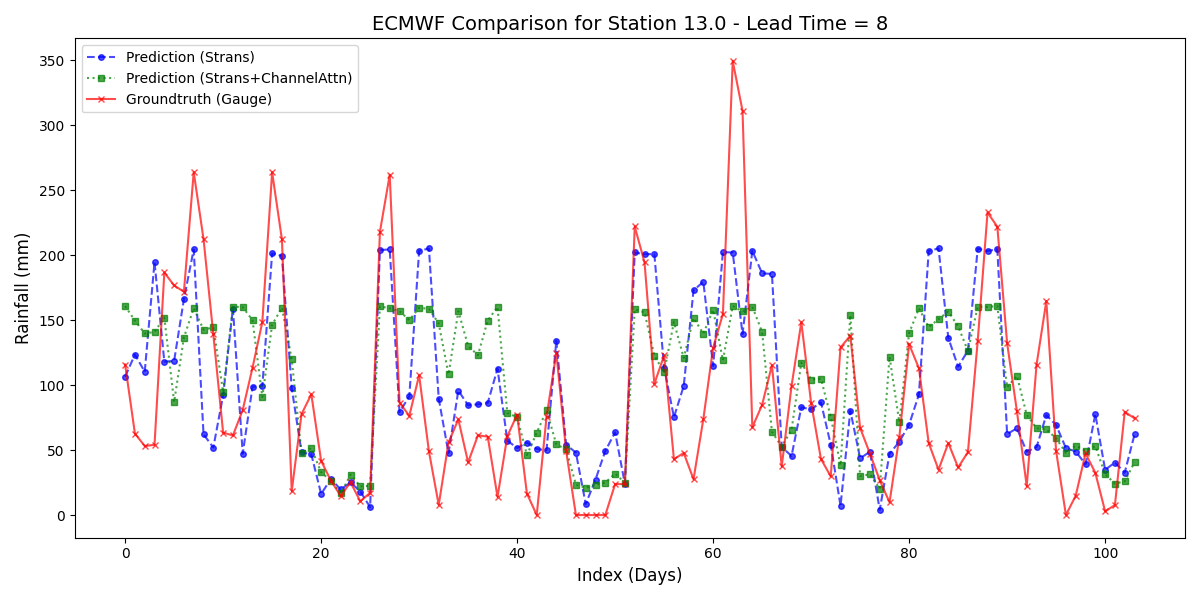 ECMWF Comparison for Station 13.0 - Lead Time = 8
Prediction (Strans)
Prediction (Strans+ChannelAttn)
Groundtruth (Gauge)
Rainfall (mm)
350
300
250
200
150
100
50
0
0 20 40 60 80 100
Index (Days)